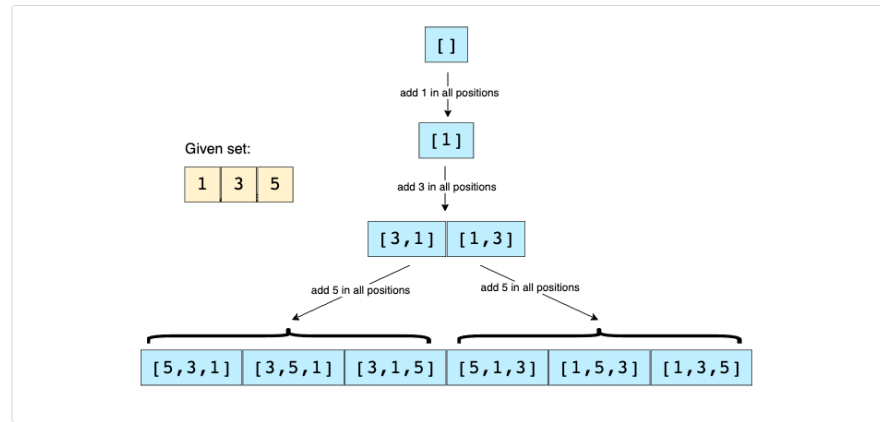 [ ]
add 1 in all positions
[1]
Given set:
1 3 5
add 3 in all positions
[3,1] [1,3]
add 5 in all positions
add 5 in all positions
[5,3,1] [3,5,1] [3,1,5] [5,1,3] [1,5,3] [1,3,5]